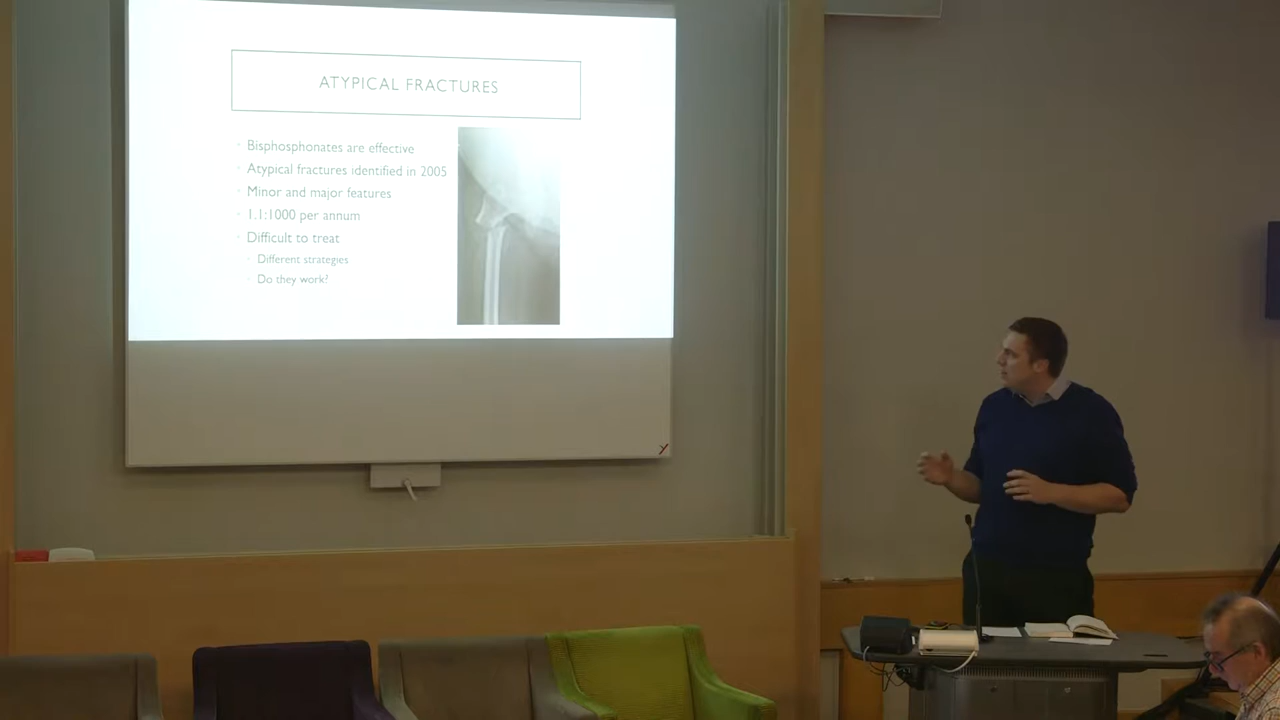 ATYPICAL FRACTURES
Bisphosphonates are effective
Atypical fractures identified in 2005
Minor and major features
1.1:1000 per annum
Difficult to treat
Different strategies
Do they work?